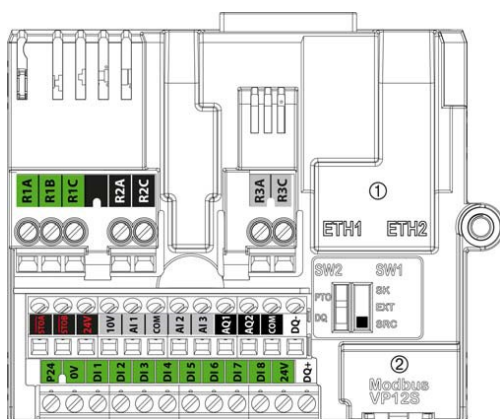 R1A R1B R1C R2A R2C R3A R3C
1
ETH1 ETH2
SW2 SW1
PTO SK
EXT
DQ SRC
STOA STOB 24V 10V AI1 COM AI2 AI3 AQ1 AQ2 COM DQ-
P24 0V DI1 DI2 DI3 DI4 DI5 DI6 DI7 DI8 24V DQ+
2
Modbus
VP12S